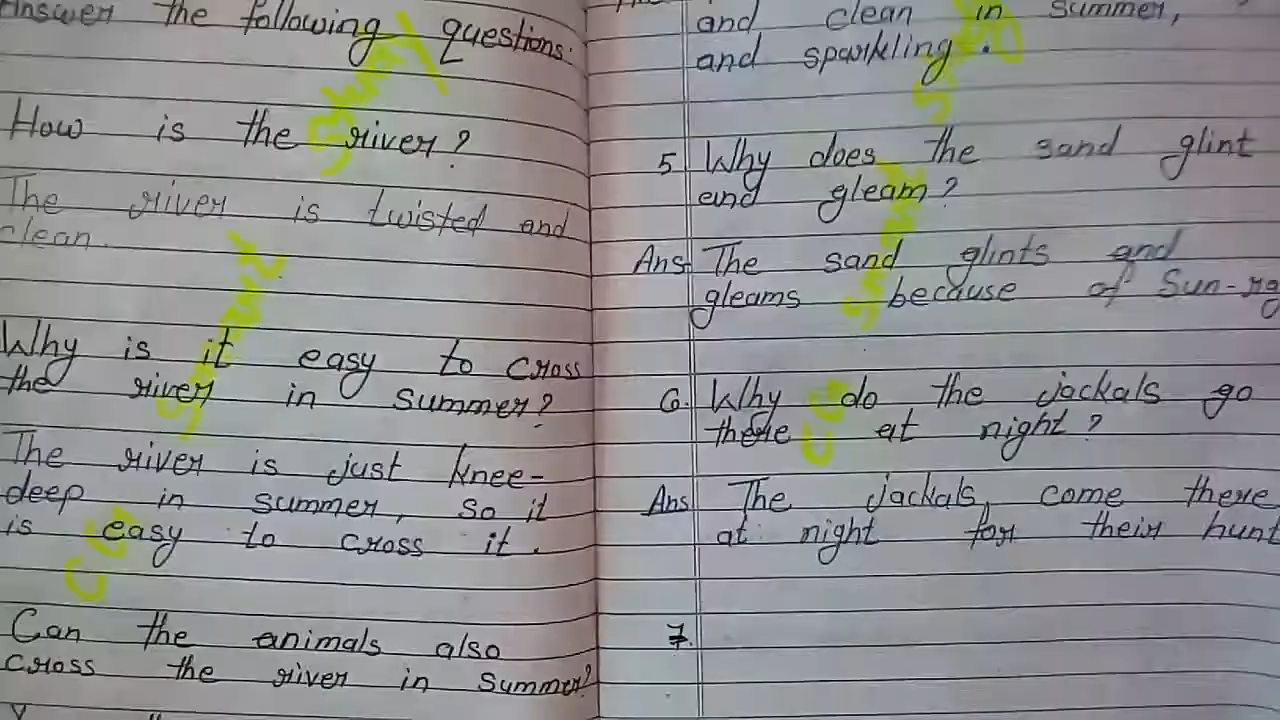 Answer the following questions:
How is the river?
The river is twisted and
clean.
Why is it easy to cross
the river in summer?
The river is just knee-
deep in summer, so it
is easy to cross it.
Can the animals also
cross the river in summer?
and clean in summer,
and sparkling.
5 Why does the sand glint
and gleam?
Ans The sand glints and
gleams because of Sun-
6. Why do the jackals go
there at night?
Ans The jackals, come there
at night for their hunt
7.